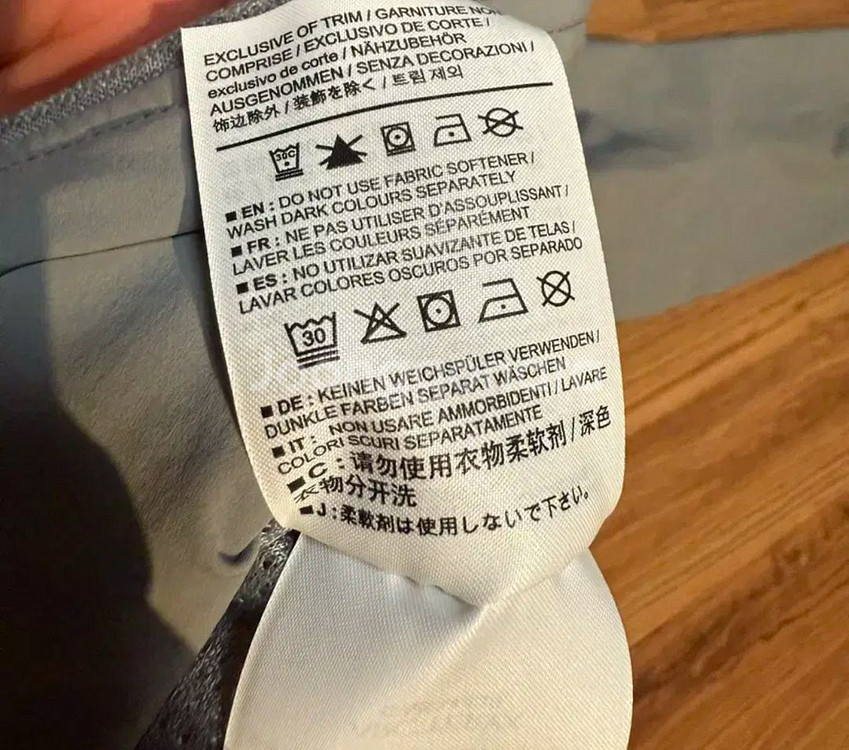 EXCLUSIVE OF TRIM / GARNITURE NON
COMPRISE / EXCLUSIVO DE CORTE /
exclusivo de corte / NÄHZUBEHÖR
AUSGENOMMEN / SENZA DECORAZIONI /
饰边除外 / 装飾を除く / 트림 제외
30C
■ EN : DO NOT USE FABRIC SOFTENER /
WASH DARK COLOURS SEPARATELY
■ FR : NE PAS UTILISER D'ASSOUPLISSANT /
LAVER LES COULEURS SÉPARÉMENT
■ ES : NO UTILIZAR SUAVIZANTE DE TELAS /
LAVAR COLORES OSCUROS POR SEPARADO
30
■ DE : KEINEN WEICHSPÜLER VERWENDEN /
DUNKLE FARBEN SEPARAT WÄSCHEN
■ IT : NON USARE AMMORBIDENTI / LAVARE
COLORI SCURI SEPARATAMENTE
■ C : 请勿使用衣物柔软剂 / 深色
衣物分开洗
■ J : 柔軟剤は使用しないで下さい。